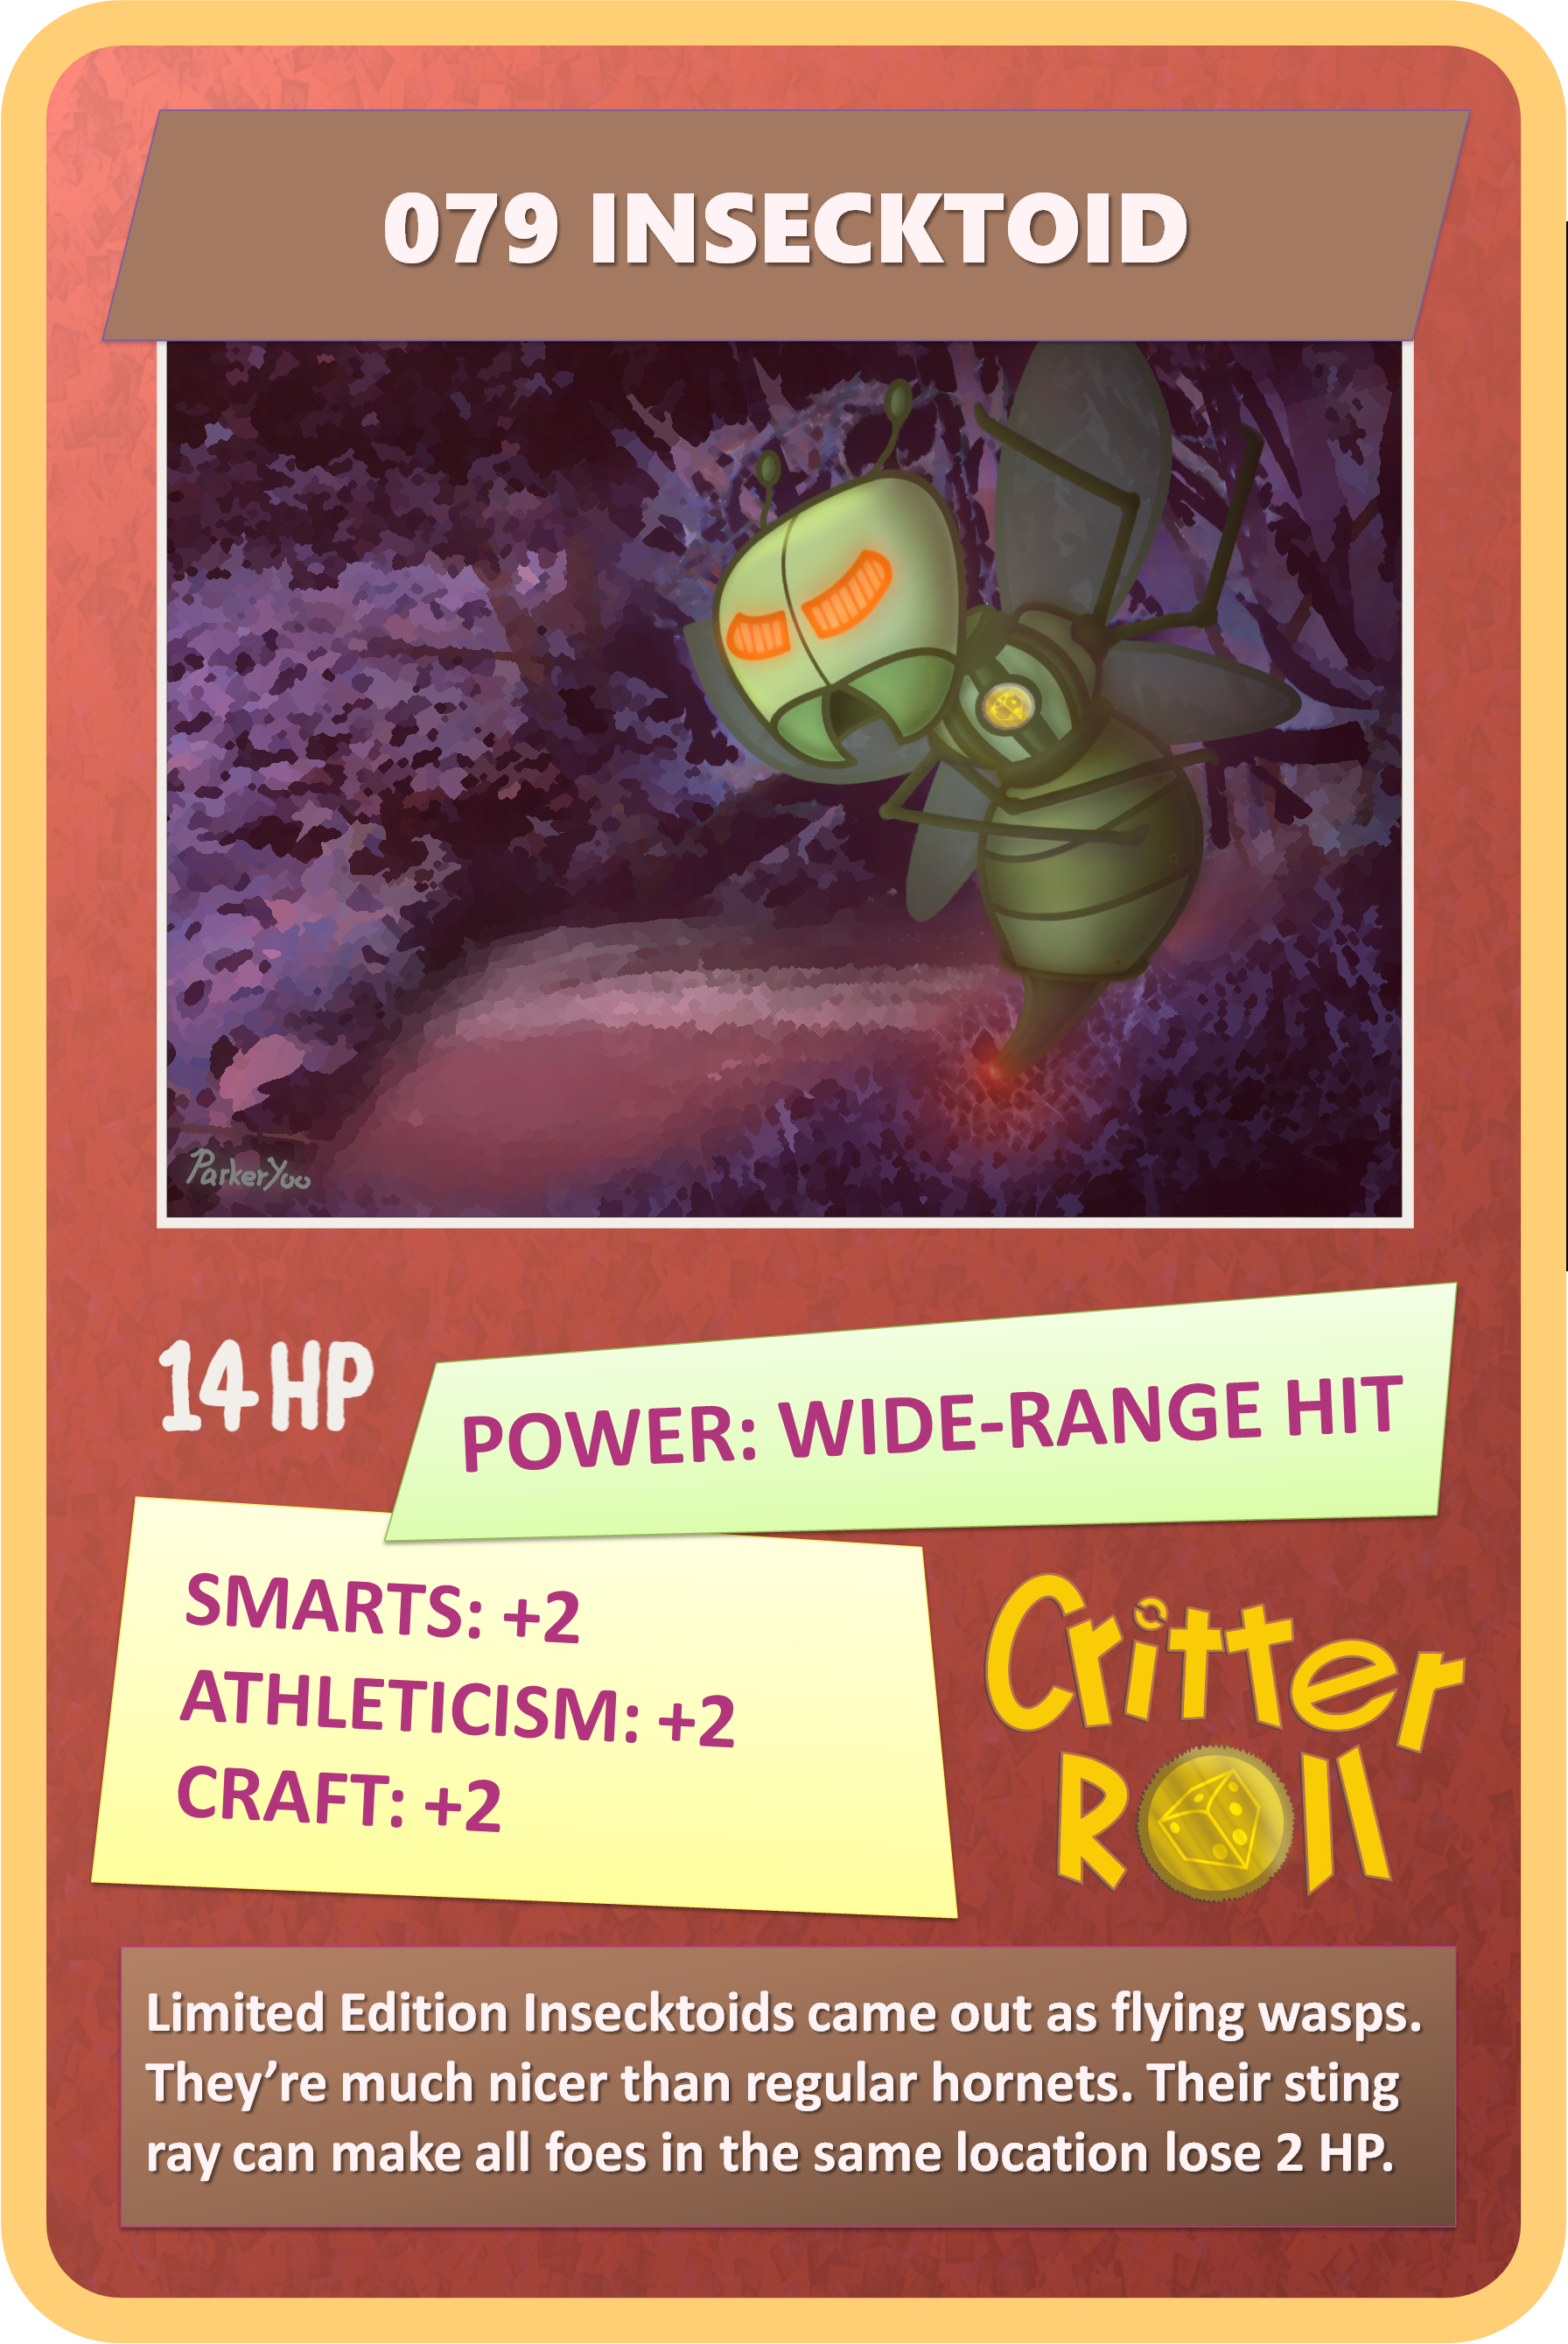 079 INSECKTOID
ParkerYoo
14 HP
POWER: WIDE-RANGE HIT
SMARTS: +2
ATHLETICISM: +2
CRAFT: +2
Critter
Roll
Limited Edition Insecktoids came out as flying wasps.
They’re much nicer than regular hornets. Their sting
ray can make all foes in the same location lose 2 HP.